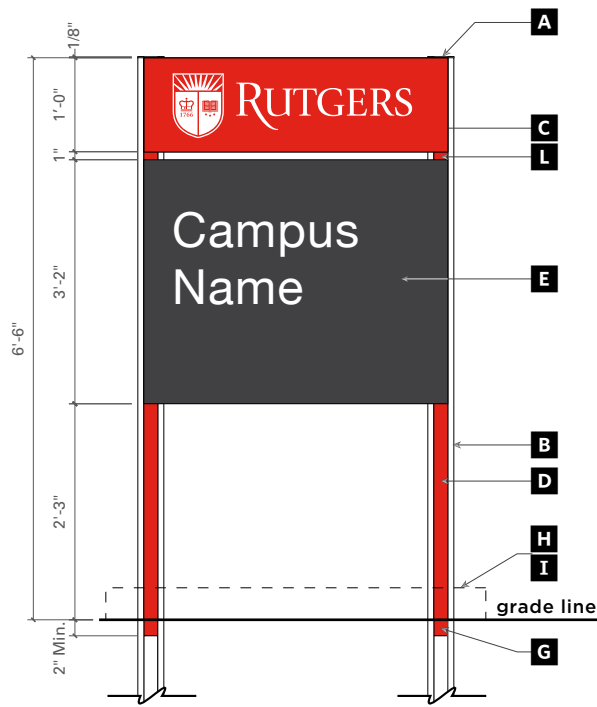 A
1/8"
1'-0"
RUTGERS
1766
C
1"
L
Campus
Name
3'-2"
E
6'-6"
B
D
2'-3"
H
I
grade line
2" Min.
G